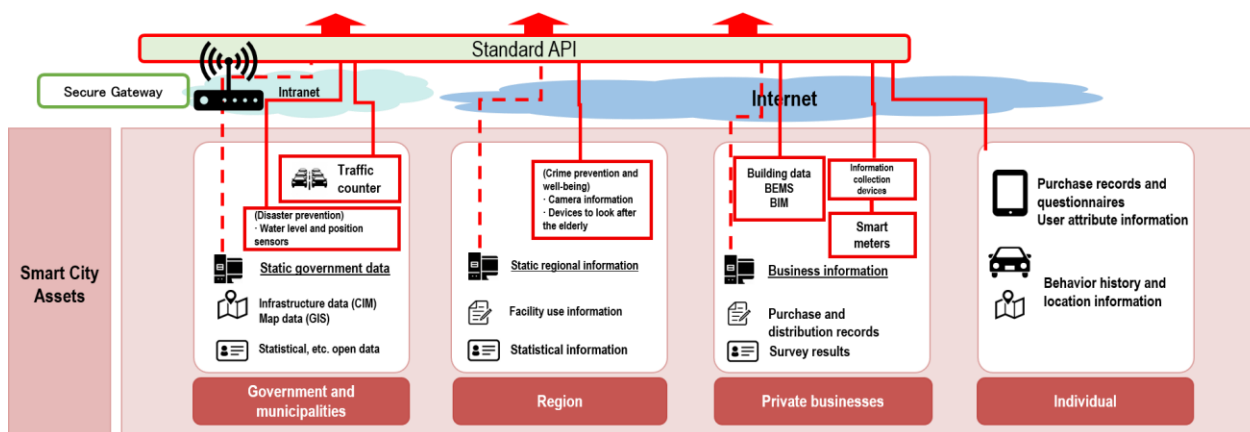 Standard API
Secure Gateway
Intranet
Internet
Smart City
Assets
Traffic
counter
(Disaster prevention)
· Water level and position
sensors
Static government data
Infrastructure data (CIM)
Map data (GIS)
Statistical, etc. open data
Government and
municipalities
(Crime prevention and
well-being)
· Camera information
· Devices to look after
the elderly
Static regional information
Facility use information
Statistical information
Region
Building data
BEMS
BIM
Information
collection
devices
Smart
meters
Business information
Purchase and
distribution records
Survey results
Private businesses
Purchase records and
questionnaires
User attribute information
Behavior history and
location information
Individual